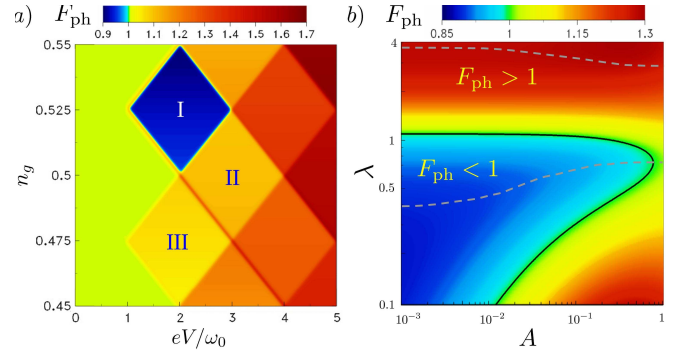 a) F_ph 0.9 1 1.1 1.2 1.3 1.4 1.5 1.6 1.7
0.55
0.525
0.5
0.475
0.45
n_g
I
II
III
0 1 2 3 4 5
eV/ω_0
b) F_ph 0.85 1 1.15 1.3
4
1
0.5
0.1
λ
F_ph > 1
F_ph < 1
10^{-3} 10^{-2} 10^{-1} 1
A